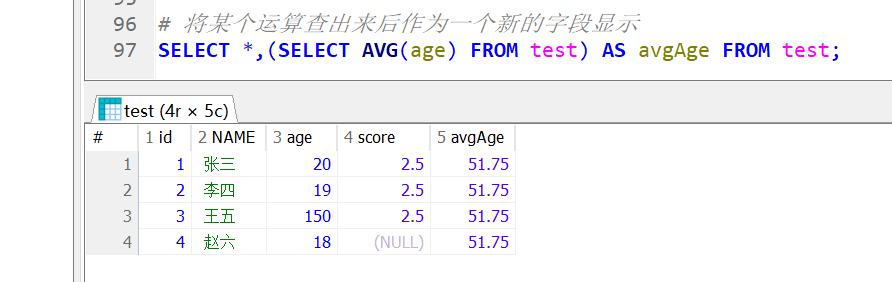 96 # 将某个运算查出来后作为一个新的字段显示
97 SELECT *,(SELECT AVG(age) FROM test) AS avgAge FROM test;
test (4r × 5c)
# 1 id 2 NAME 3 age 4 score 5 avgAge
1 1 张三 20 2.5 51.75
2 2 李四 19 2.5 51.75
3 3 王五 150 2.5 51.75
4 4 赵六 18 (NULL) 51.75